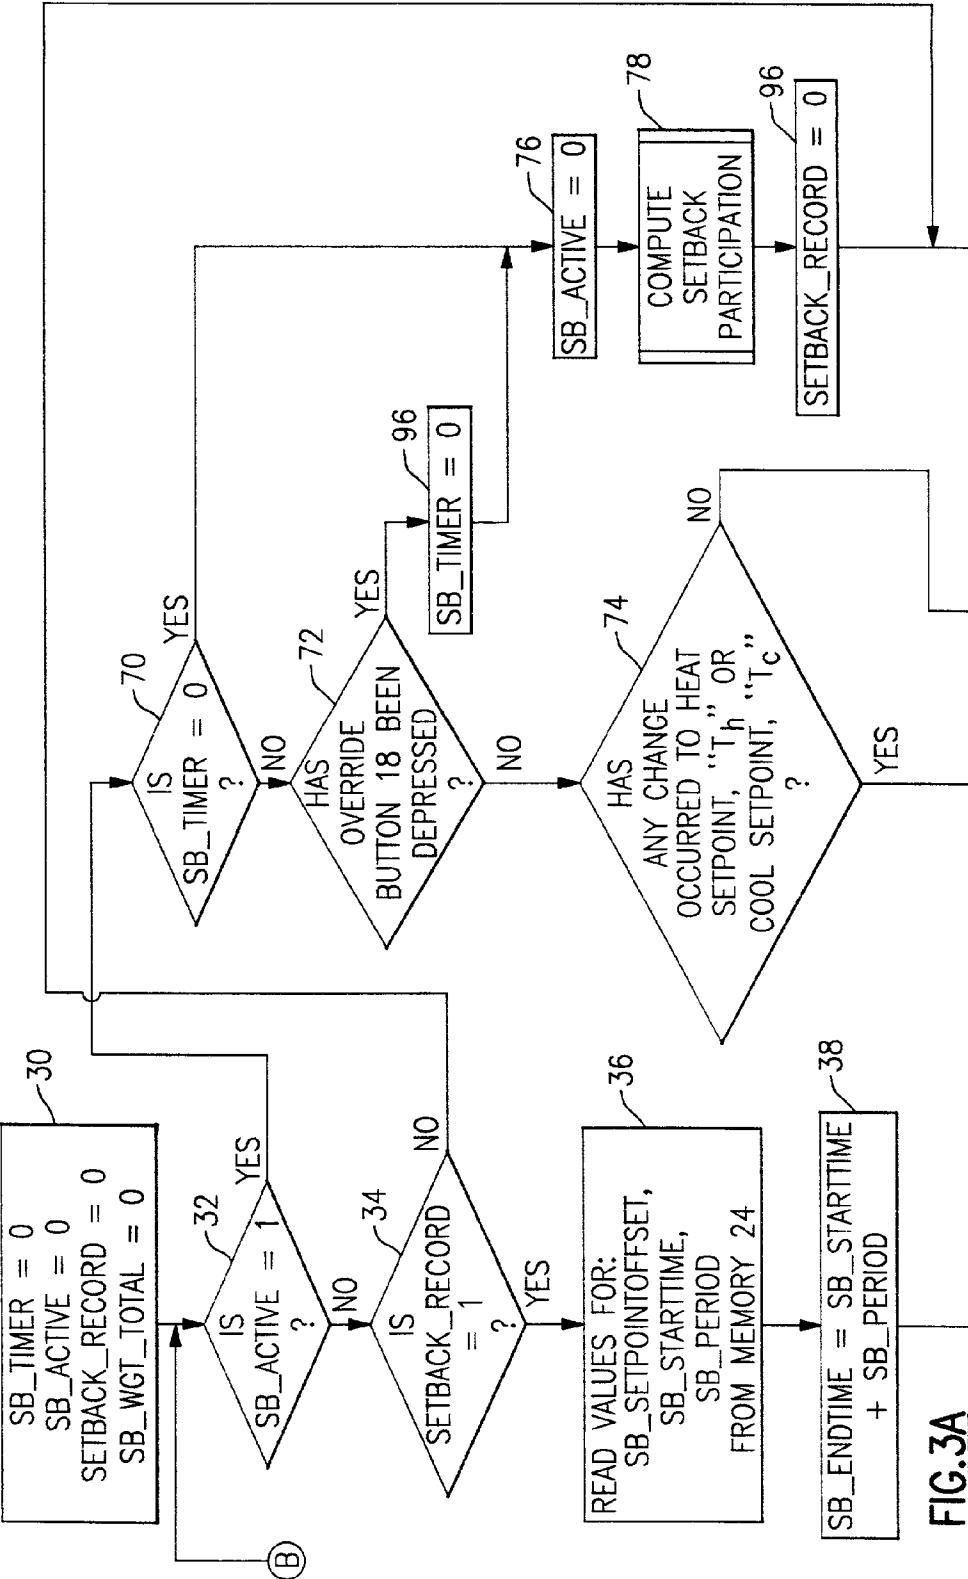 30
SB_TIMER = 0
SB_ACTIVE = 0
SETBACK_RECORD = 0
SB_WGT_TOTAL = 0
B
32
IS
SB_ACTIVE = 1
?
YES
NO
34
IS
SETBACK_RECORD
= 1
?
NO
YES
36
READ VALUES FOR:
SB_SETPOINTOFFSET,
SB_STARTTIME,
SB_PERIOD
FROM MEMORY 24
38
SB_ENDTIME = SB_STARTTIME
+ SB_PERIOD
70
IS
SB_TIMER = 0
?
YES
NO
72
HAS
OVERRIDE
BUTTON 18 BEEN
DEPRESSED
?
YES
NO
96
SB_TIMER = 0
74
HAS
ANY CHANGE
OCCURRED TO HEAT
SETPOINT, "Th" OR
COOL SETPOINT, "Tc"
?
NO
YES
76
SB_ACTIVE = 0
78
COMPUTE
SETBACK
PARTICIPATION
96
SETBACK_RECORD = 0
FIG.3A